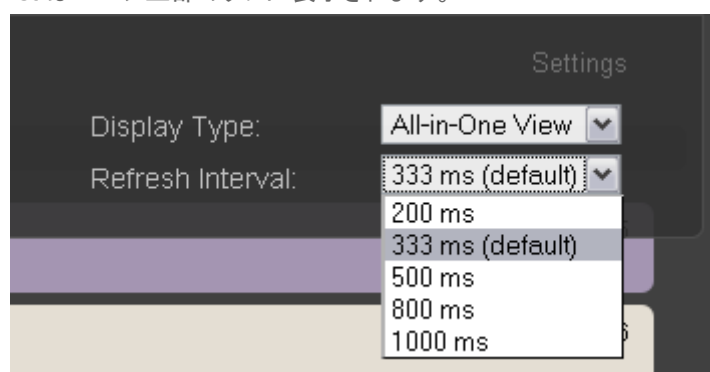 Settings
Display Type: All-in-One View
Refresh Interval: 333 ms (default)
200 ms
333 ms (default)
500 ms
800 ms
1000 ms